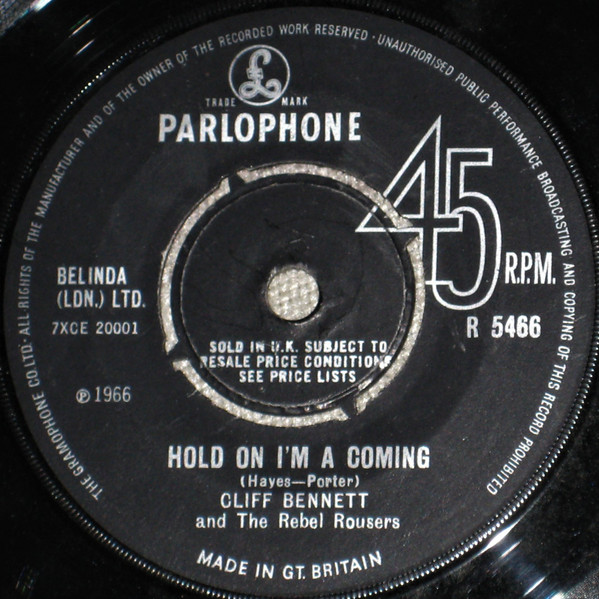 THE GRAMOPHONE CO. LTD. · ALL RIGHTS OF THE MANUFACTURER AND OF THE OWNER OF THE RECORDED WORK RESERVED · UNAUTHORISED PUBLIC PERFORMANCE BROADCASTING AND COPYING OF THIS RECORD PROHIBITED
£
TRADE MARK
PARLOPHONE
45
R.P.M.
BELINDA
(LDN.) LTD.
7XCE 20001
R 5466
SOLD IN U.K. SUBJECT TO
RESALE PRICE CONDITIONS
SEE PRICE LISTS
℗ 1966
HOLD ON I'M A COMING
(Hayes—Porter)
CLIFF BENNETT
and The Rebel Rousers
MADE IN GT. BRITAIN